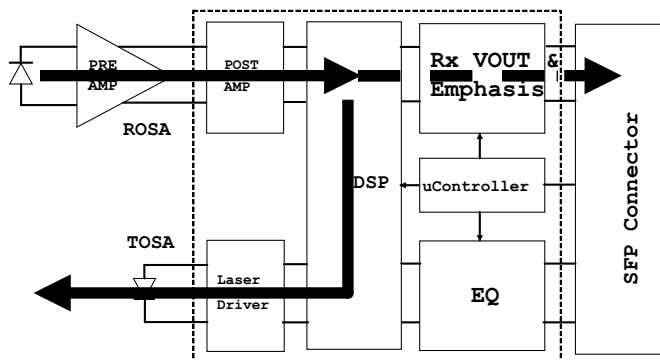 PRE
AMP
POST
AMP
Rx VOUT &
Emphasis
ROSA
DSP
uController
SFP Connector
TOSA
Laser
Driver
EQ